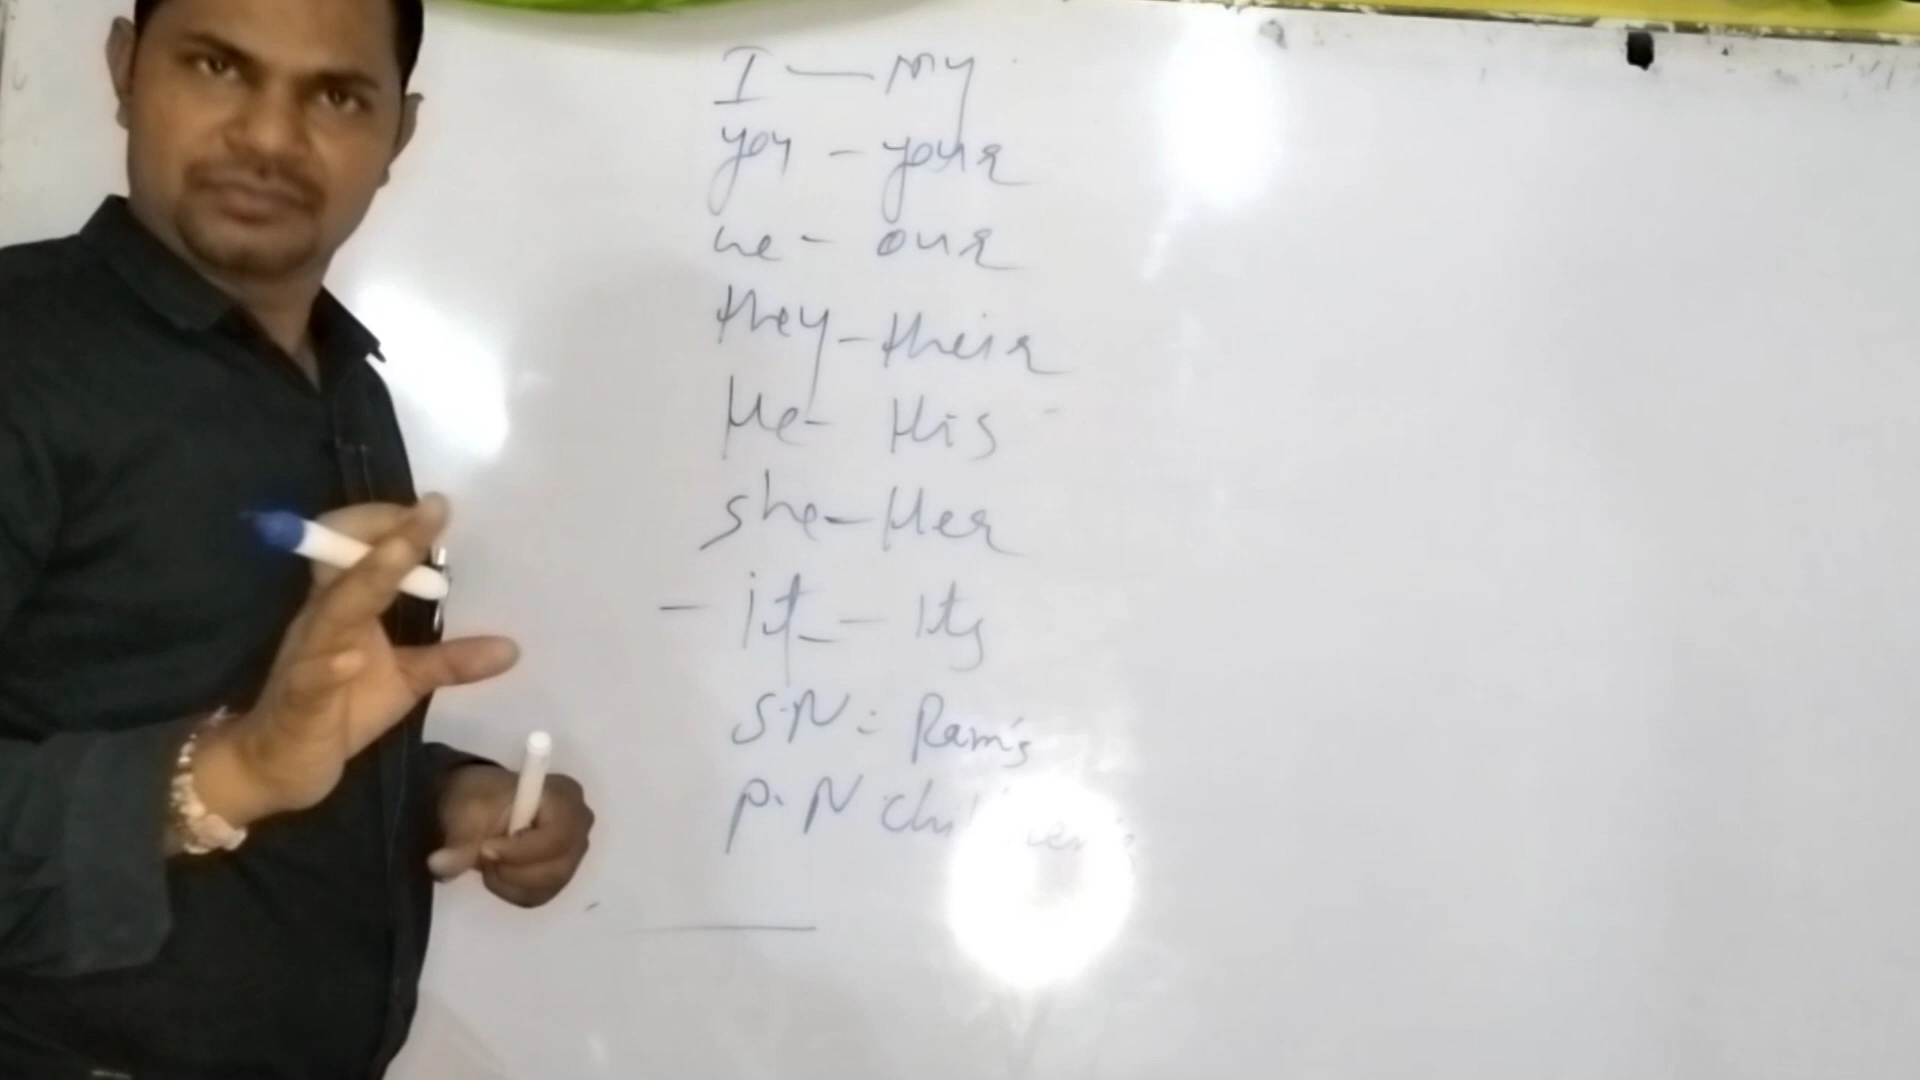 I — My
you - your
we - our
they - their
He - His
she - Her
- it - Its
S.N : Ram's
P.N